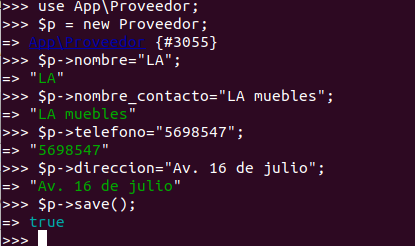 >>> use App\Proveedor;
>>> $p = new Proveedor;
=> App\Proveedor {#3055}
>>> $p->nombre="LA";
=> "LA"
>>> $p->nombre_contacto="LA muebles";
=> "LA muebles"
>>> $p->telefono="5698547";
=> "5698547"
>>> $p->direccion="Av. 16 de julio";
=> "Av. 16 de julio"
>>> $p->save();
=> true
>>>